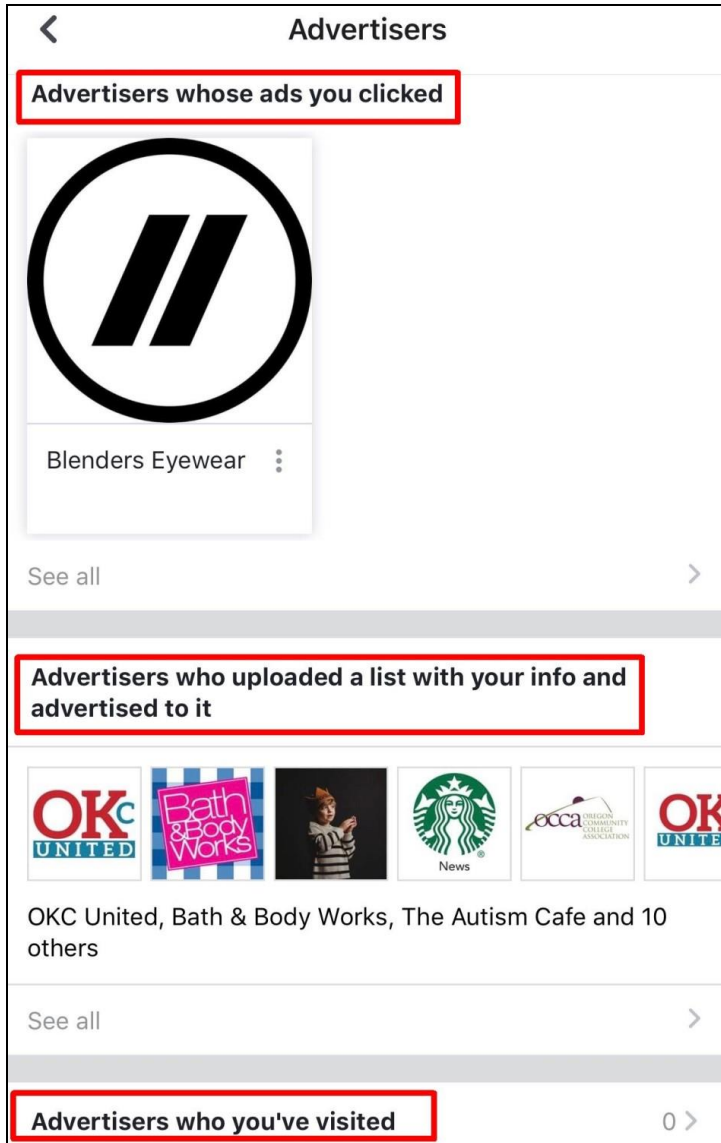 Advertisers
Advertisers whose ads you clicked
Blenders Eyewear
See all
Advertisers who uploaded a list with your info and
advertised to it
OKC
UNITED
Bath
&Body
Works
News
occa OREGON
COMMUNITY
COLLEGE
ASSOCIATION
OK
UNITE
OKC United, Bath & Body Works, The Autism Cafe and 10
others
See all
Advertisers who you've visited 0